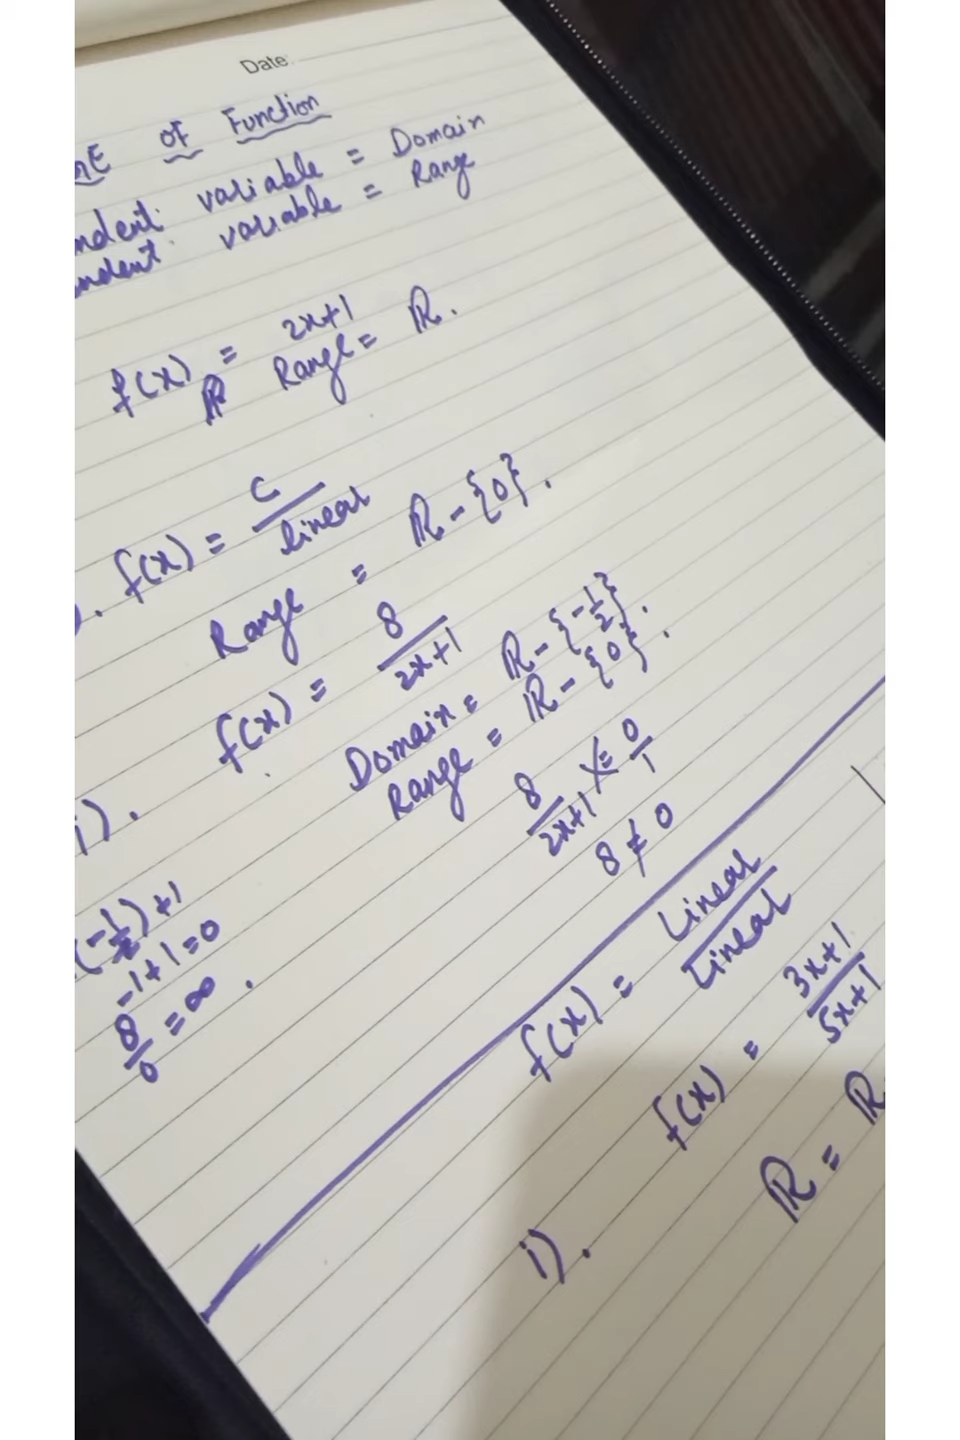 Date:
OF Function
variable = Domain
variable = Range
f(x) = 2x+1
R Range = R.
f(x) = C/linear
Range = R-{0}.
i). f(x) = 8/2x+1
Domain = R-{-1/2}.
Range = R-{0}.
8/2x+1 ≠ 0/1
8≠0
(-1/2)+1
-1+1=0
8/0 = ∞.
f(x) = Linear/Linear
i). f(x) = 3x+1/5x+1
R = R